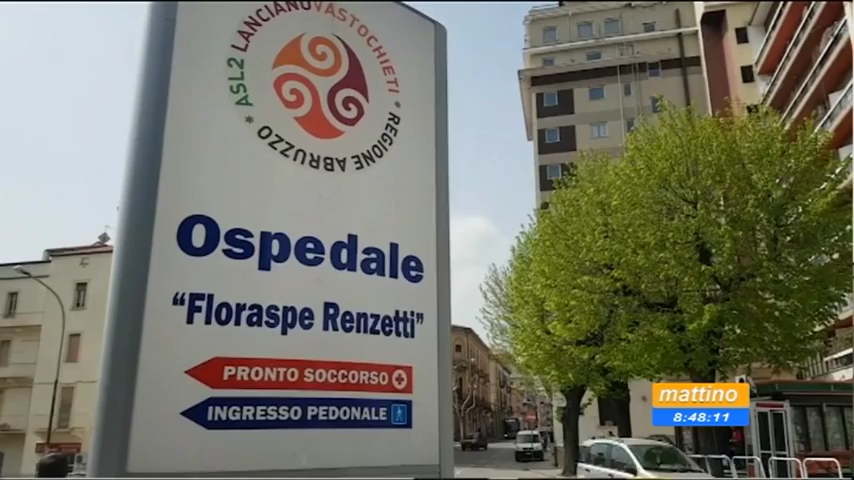 ASL2 LANCIANOVASTOCHIETI * REGIONE ABRUZZO *
Ospedale
“Floraspe Renzetti”
PRONTO SOCCORSO
INGRESSO PEDONALE
mattino
8:48:11